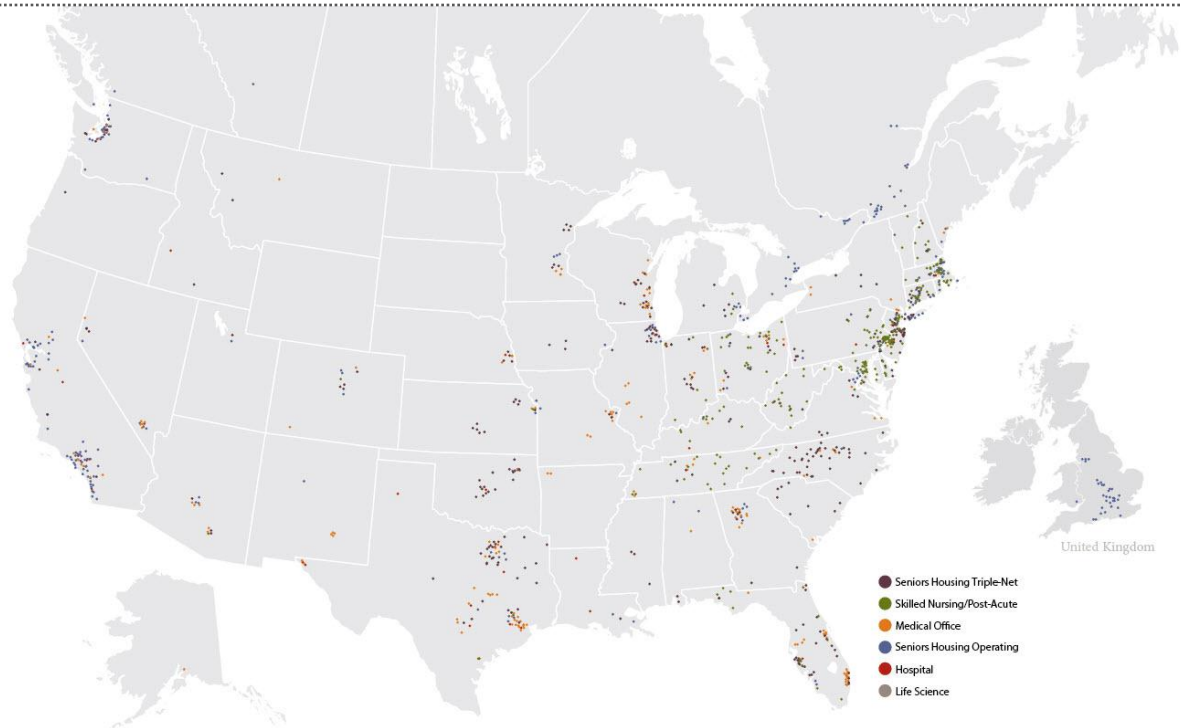 United Kingdom
Seniors Housing Triple-Net
Skilled Nursing/Post-Acute
Medical Office
Seniors Housing Operating
Hospital
Life Science